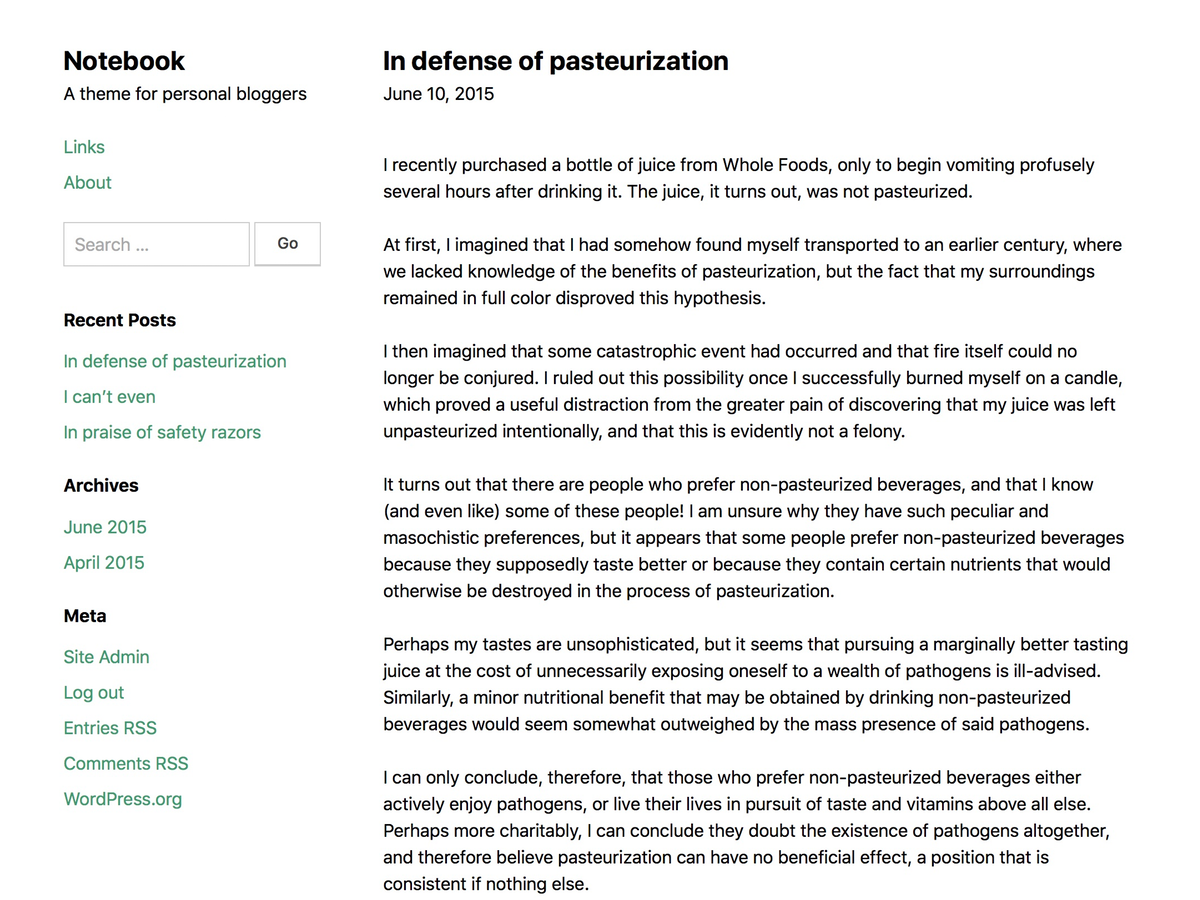 Notebook
A theme for personal bloggers
Links
About
Search ...
Go
Recent Posts
In defense of pasteurization
I can’t even
In praise of safety razors
Archives
June 2015
April 2015
Meta
Site Admin
Log out
Entries RSS
Comments RSS
WordPress.org
In defense of pasteurization
June 10, 2015
I recently purchased a bottle of juice from Whole Foods, only to begin vomiting profusely
several hours after drinking it. The juice, it turns out, was not pasteurized.
At first, I imagined that I had somehow found myself transported to an earlier century, where
we lacked knowledge of the benefits of pasteurization, but the fact that my surroundings
remained in full color disproved this hypothesis.
I then imagined that some catastrophic event had occurred and that fire itself could no
longer be conjured. I ruled out this possibility once I successfully burned myself on a candle,
which proved a useful distraction from the greater pain of discovering that my juice was left
unpasteurized intentionally, and that this is evidently not a felony.
It turns out that there are people who prefer non-pasteurized beverages, and that I know
(and even like) some of these people! I am unsure why they have such peculiar and
masochistic preferences, but it appears that some people prefer non-pasteurized beverages
because they supposedly taste better or because they contain certain nutrients that would
otherwise be destroyed in the process of pasteurization.
Perhaps my tastes are unsophisticated, but it seems that pursuing a marginally better tasting
juice at the cost of unnecessarily exposing oneself to a wealth of pathogens is ill-advised.
Similarly, a minor nutritional benefit that may be obtained by drinking non-pasteurized
beverages would seem somewhat outweighed by the mass presence of said pathogens.
I can only conclude, therefore, that those who prefer non-pasteurized beverages either
actively enjoy pathogens, or live their lives in pursuit of taste and vitamins above all else.
Perhaps more charitably, I can conclude they doubt the existence of pathogens altogether,
and therefore believe pasteurization can have no beneficial effect, a position that is
consistent if nothing else.